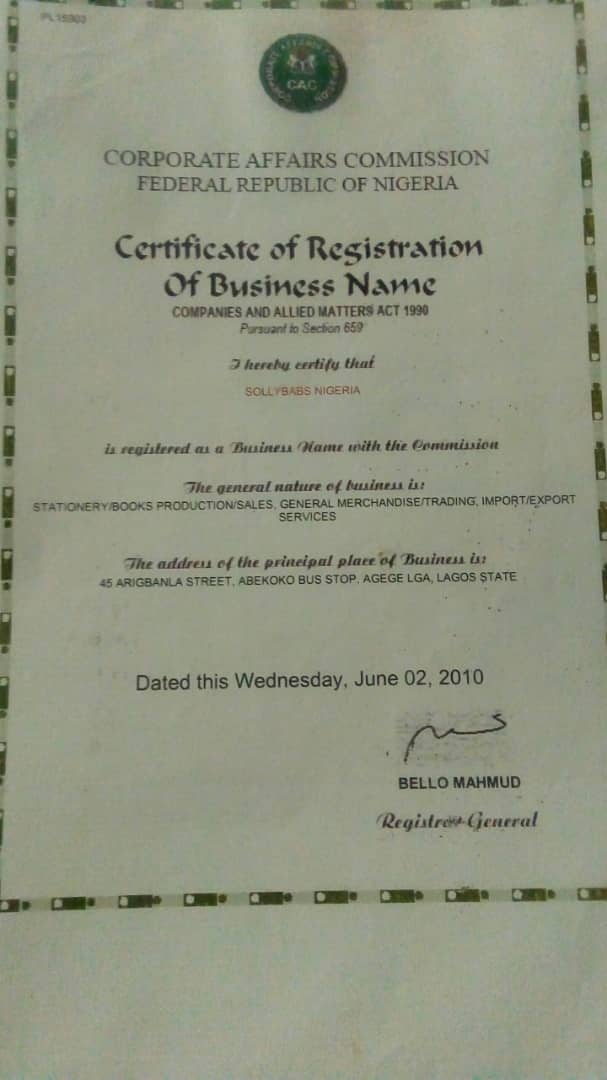 CORPORATE AFFAIRS COMMISSION
CAC
CORPORATE AFFAIRS COMMISSION
FEDERAL REPUBLIC OF NIGERIA
Certificate of Registration
Of Business Name
COMPANIES AND ALLIED MATTERS ACT 1990
Pursuant to Section 659
I hereby certify that
SOLLYBABS NIGERIA
is registered as a Business Name with the Commission
The general nature of business is:
STATIONERY/BOOKS PRODUCTION/SALES, GENERAL MERCHANDISE/TRADING, IMPORT/EXPORT
SERVICES
The address of the principal place of Business is:
45 ARIGBANLA STREET, ABEKOKO BUS STOP, AGEGE LGA, LAGOS STATE
Dated this Wednesday, June 02, 2010
BELLO MAHMUD
Registrar-General